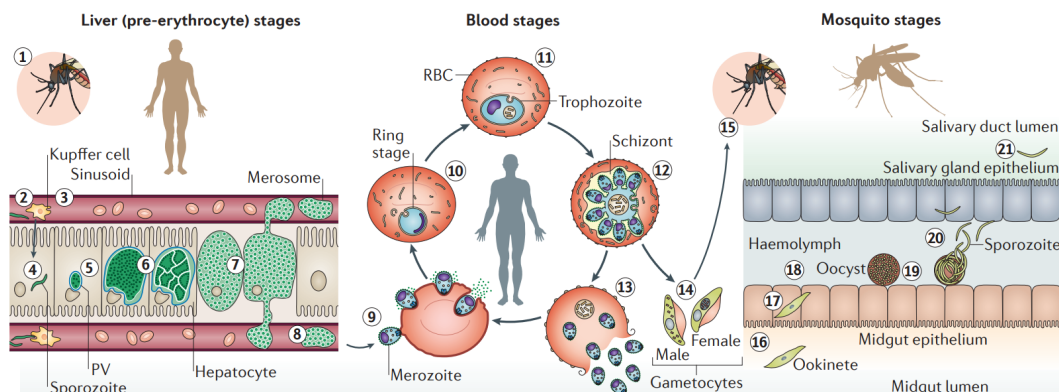 Liver (pre-erythrocyte) stages
Blood stages
Mosquito stages
1
Kupffer cell
Sinusoid
Merosome
2
3
4
5
6
7
8
PV
Sporozoite
Hepatocyte
9
Merozoite
Ring
stage
10
RBC
11
Trophozoite
Schizont
12
13
14
Male
Female
Gametocytes
15
Salivary duct lumen
21
Salivary gland epithelium
Haemolymph
20
Sporozoite
18
Oocyst
19
17
Midgut epithelium
16
Ookinete
Midgut lumen